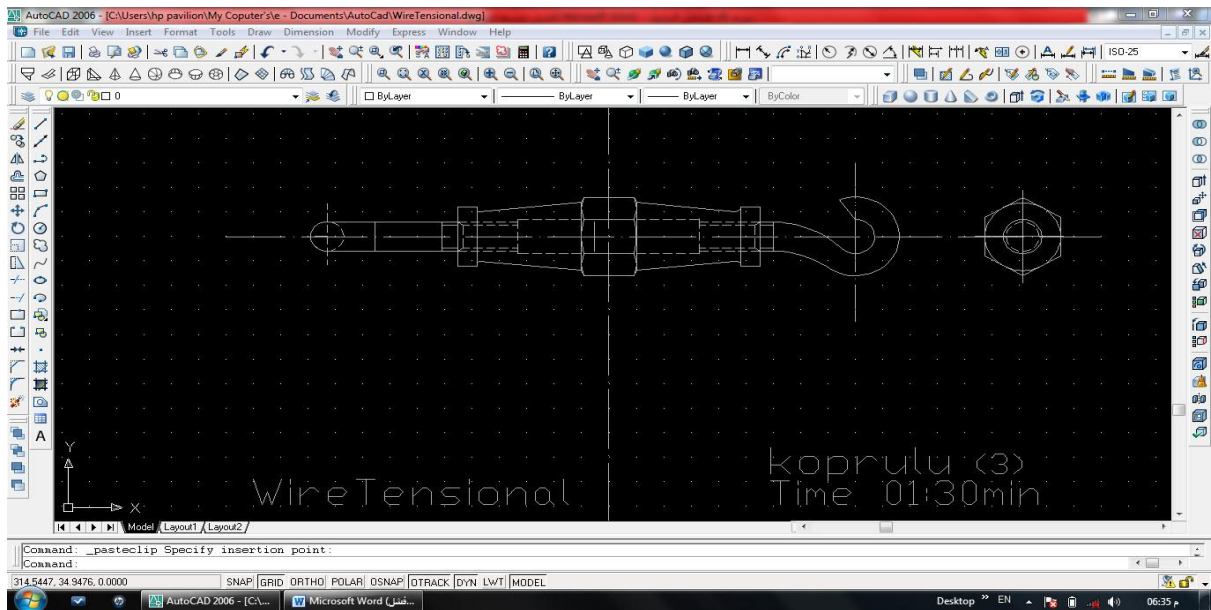 AutoCAD 2006 - [C:\Users\hp pavilion\My Coputer's\e - Documents\AutoCad\WireTensional.dwg]
File Edit View Insert Format Tools Draw Dimension Modify Express Window Help
ISO-25
0 ByLayer ByLayer ByLayer ByColor
A
Y
X
WireTensional
koprulu (3)
Time 01:30min
Model Layout1 Layout2
Command: _pasteclip Specify insertion point:
Command:
314.5447, 34.9476, 0.0000 SNAP GRID ORTHO POLAR OSNAP OTRACK DYN LWT MODEL
AutoCAD 2006 - [C:\... Microsoft Word (فشل... Desktop » EN 06:35 م